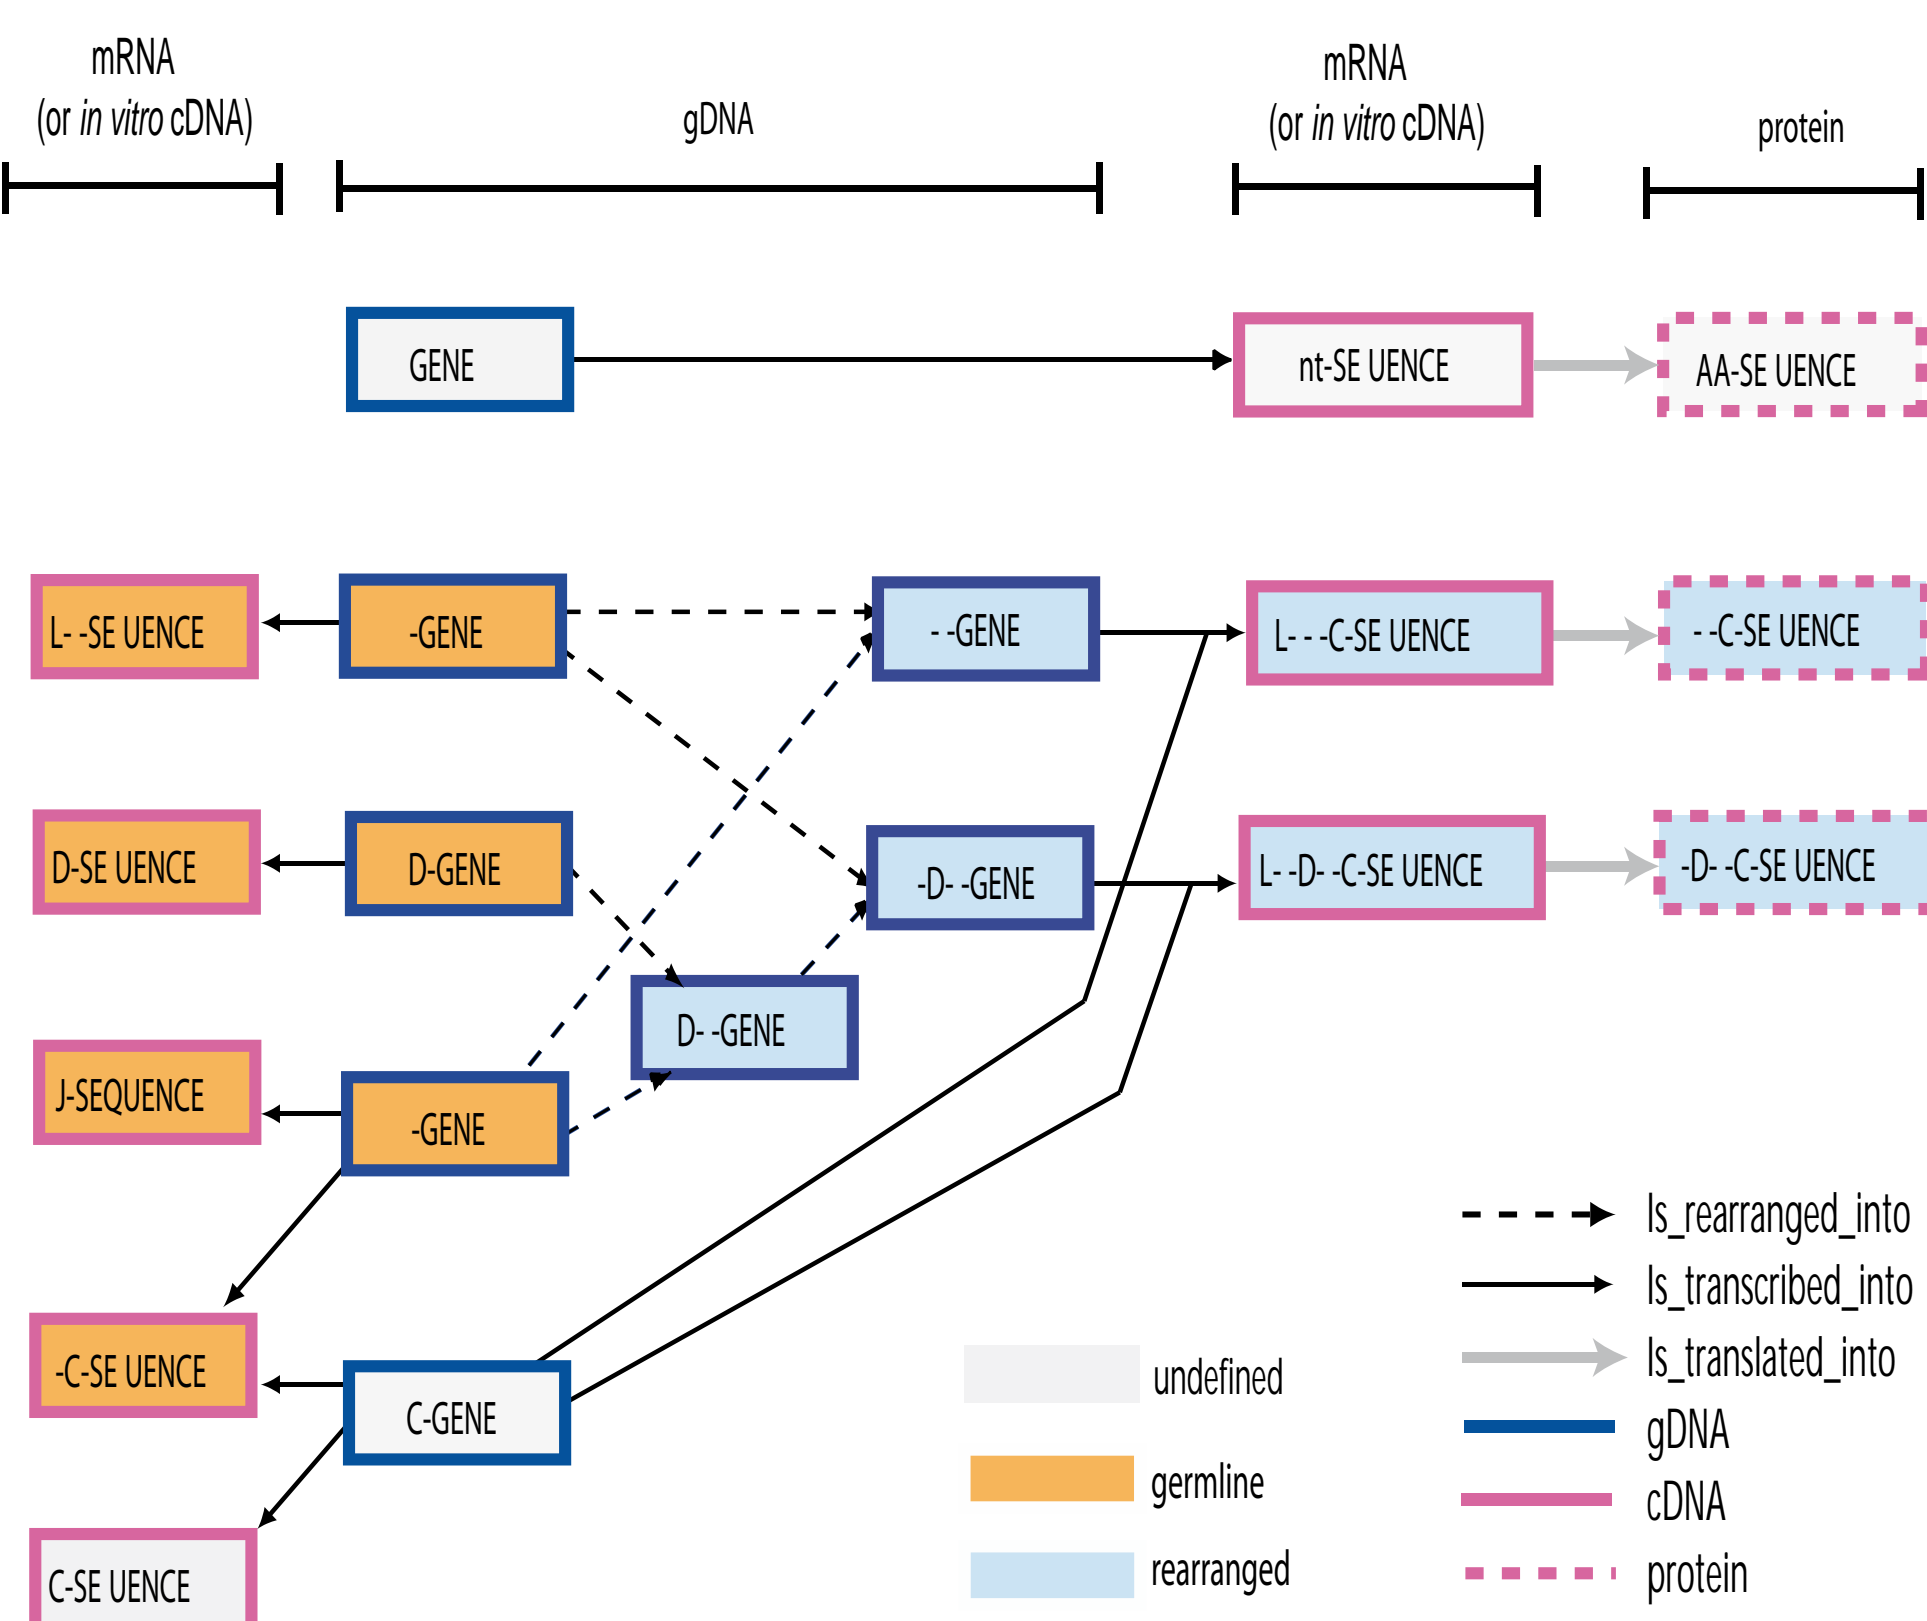 mRNA
(or in vitro cDNA)
gDNA
mRNA
(or in vitro cDNA)
protein
GENE
nt-SE UENCE
AA-SE UENCE
L- -SE UENCE
-GENE
- -GENE
L- - -C-SE UENCE
- -C-SE UENCE
D-SE UENCE
D-GENE
-D- -GENE
L- -D- -C-SE UENCE
-D- -C-SE UENCE
D- -GENE
J-SEQUENCE
-GENE
-C-SE UENCE
C-GENE
C-SE UENCE
undefined
germline
rearranged
Is_rearranged_into
Is_transcribed_into
Is_translated_into
gDNA
cDNA
protein